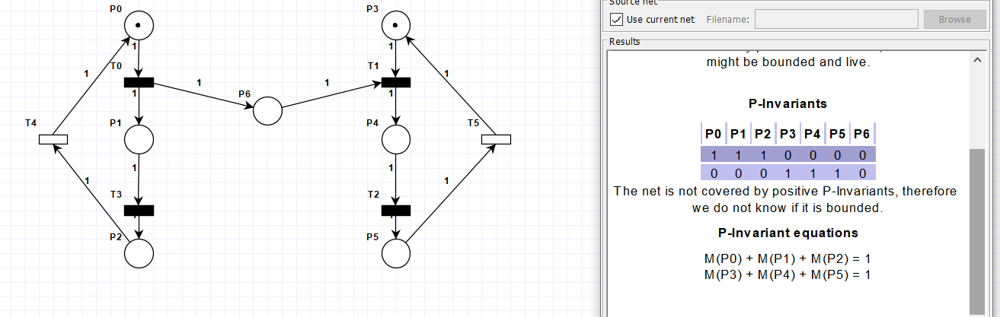 P0
P3
1
1
T0
T1
1
1
1
1
P6
1
1
T4
P1
P4
T5
1
1
1
1
T3
T2
1
1
P2
P5
Source net
Use current net Filename: Browse
Results
might be bounded and live.
P-Invariants
P0 P1 P2 P3 P4 P5 P6
1 1 1 0 0 0 0
0 0 0 1 1 1 0
The net is not covered by positive P-Invariants, therefore
we do not know if it is bounded.
P-Invariant equations
M(P0) + M(P1) + M(P2) = 1
M(P3) + M(P4) + M(P5) = 1